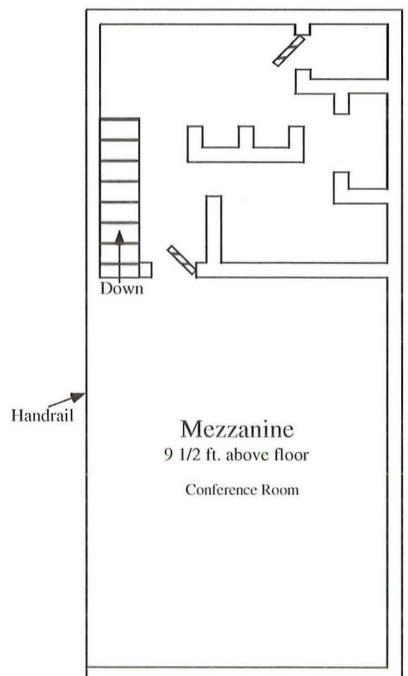 Down
Handrail
Mezzanine
9 1/2 ft. above floor
Conference Room